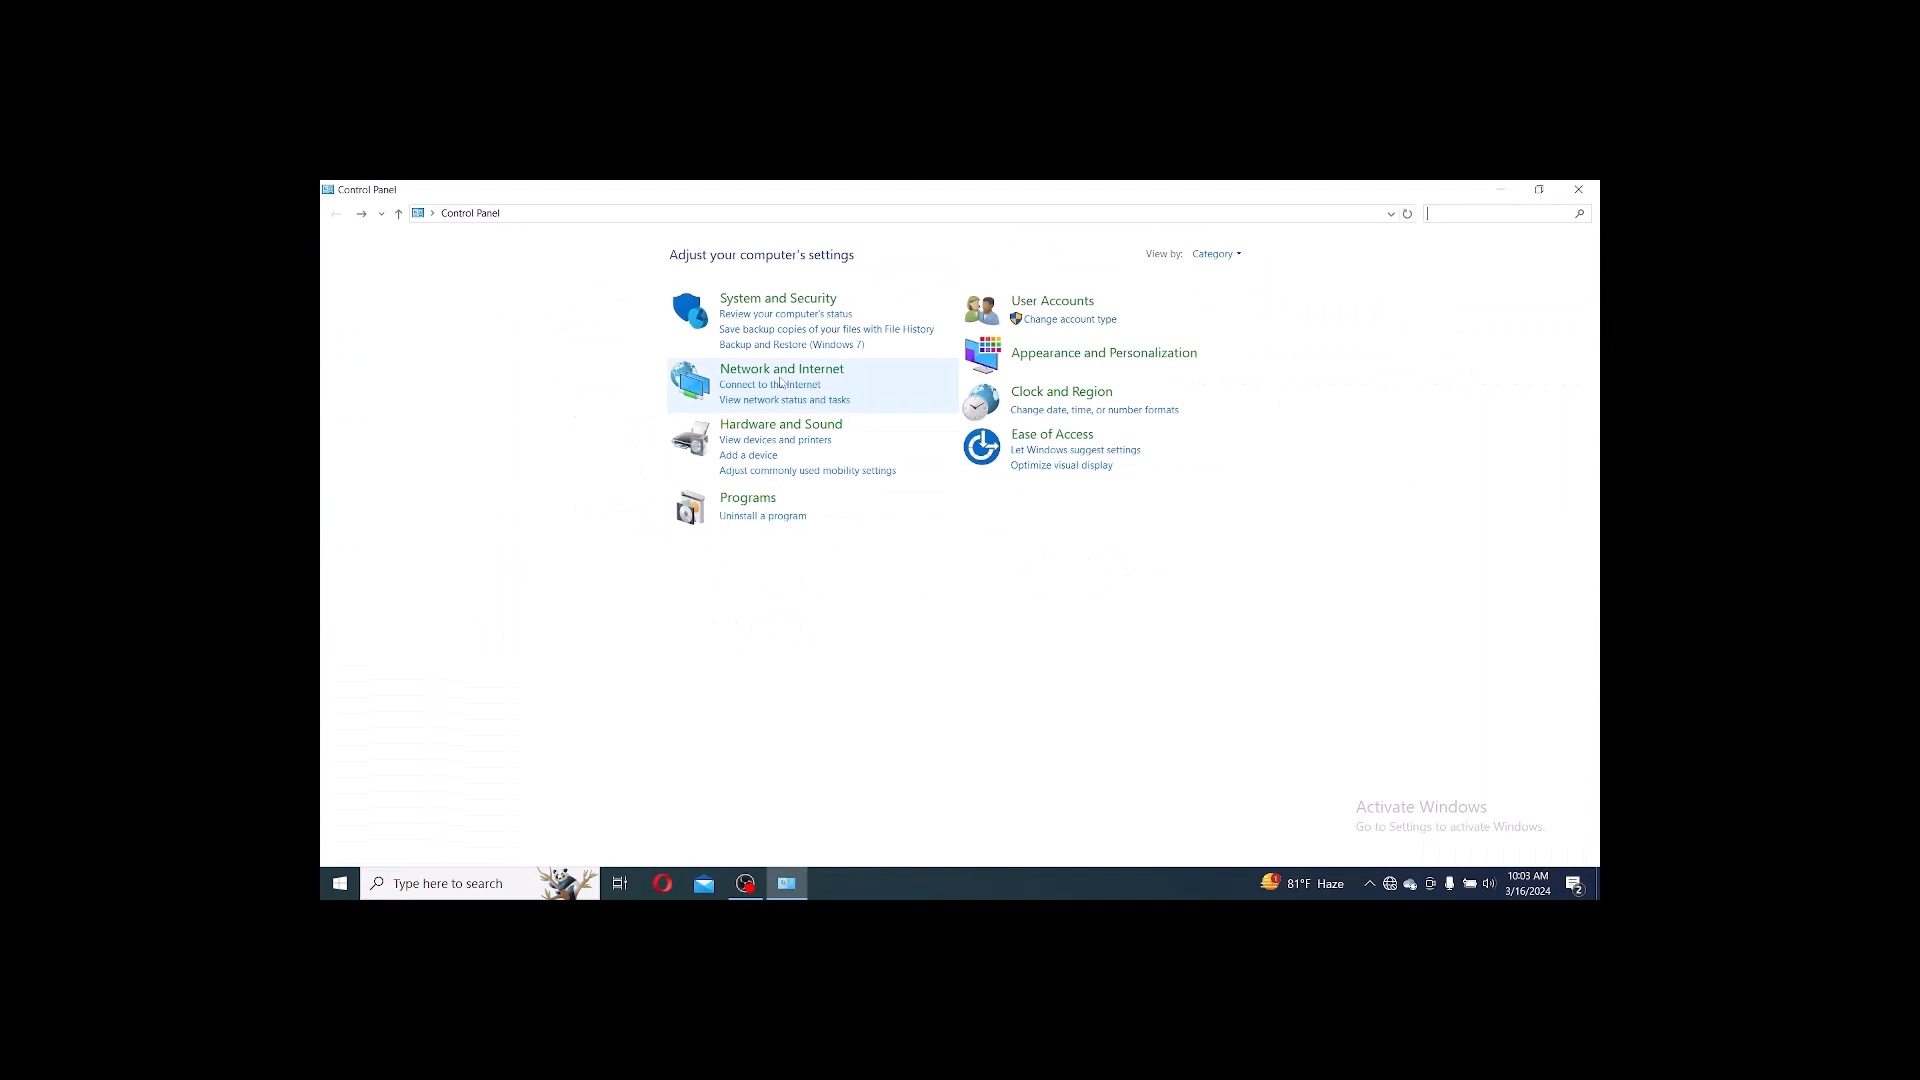 Control Panel
Control Panel
Adjust your computer's settings
View by: Category
System and Security
Review your computer's status
Save backup copies of your files with File History
Backup and Restore (Windows 7)
Network and Internet
Connect to the Internet
View network status and tasks
Hardware and Sound
View devices and printers
Add a device
Adjust commonly used mobility settings
Programs
Uninstall a program
User Accounts
Change account type
Appearance and Personalization
Clock and Region
Change date, time, or number formats
Ease of Access
Let Windows suggest settings
Optimize visual display
Activate Windows
Go to Settings to activate Windows.
Type here to search
1
81°F Haze
10:03 AM
3/16/2024
2